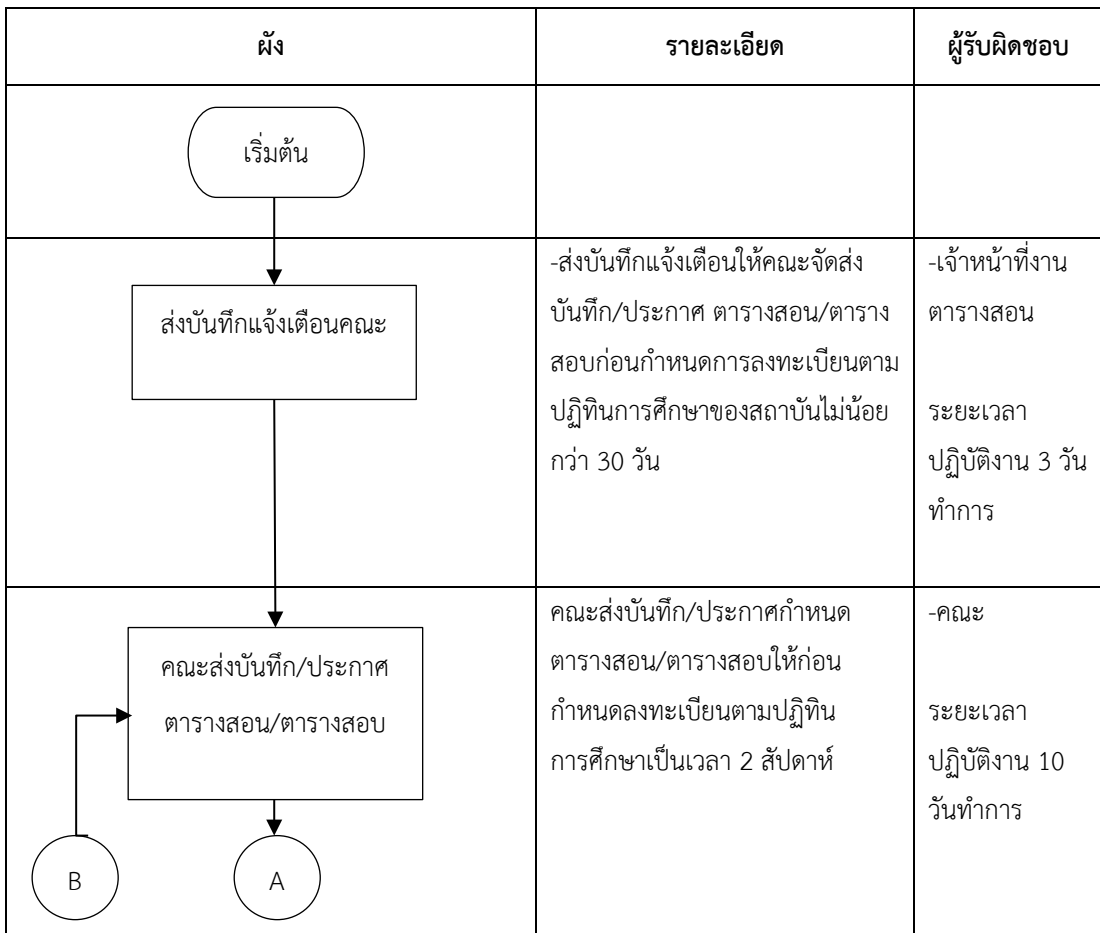 ผัง
รายละเอียด
ผู้รับผิดชอบ
เริ่มต้น
ส่งบันทึกแจ้งเตือนคณะ
-ส่งบันทึกแจ้งเตือนให้คณะจัดส่ง
บันทึก/ประกาศ ตารางสอน/ตาราง
สอบก่อนกำหนดการลงทะเบียนตาม
ปฏิทินการศึกษาของสถาบันไม่น้อย
กว่า 30 วัน
-เจ้าหน้าที่งาน
ตารางสอน
ระยะเวลา
ปฏิบัติงาน 3 วัน
ทำการ
คณะส่งบันทึก/ประกาศ
ตารางสอน/ตารางสอบ
B
A
คณะส่งบันทึก/ประกาศกำหนด
ตารางสอน/ตารางสอบให้ก่อน
กำหนดลงทะเบียนตามปฏิทิน
การศึกษาเป็นเวลา 2 สัปดาห์
-คณะ
ระยะเวลา
ปฏิบัติงาน 10
วันทำการ